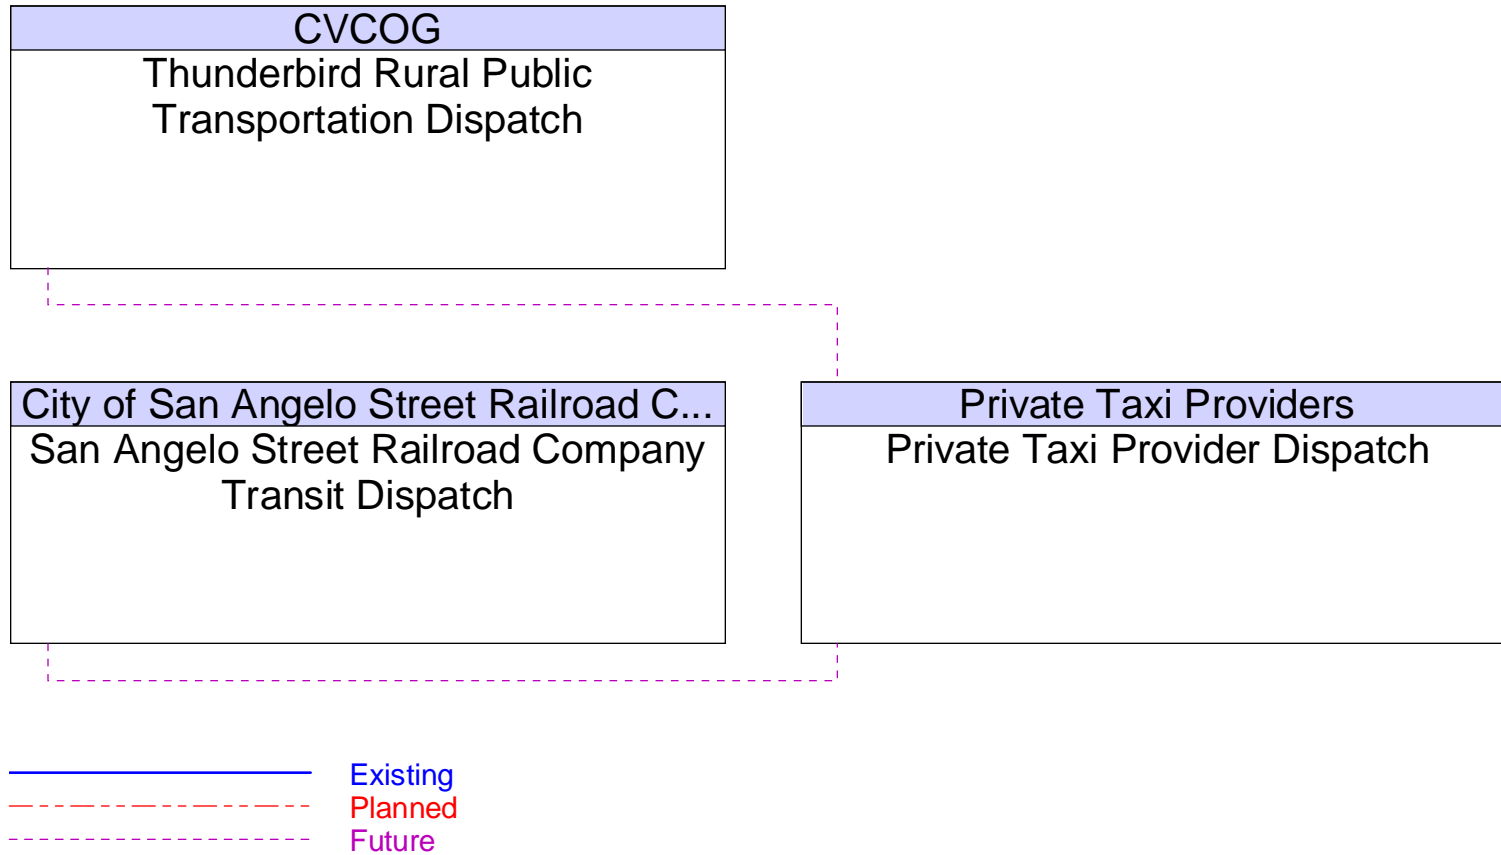 CVCOG
Thunderbird Rural Public
Transportation Dispatch
City of San Angelo Street Railroad C...
San Angelo Street Railroad Company
Transit Dispatch
Private Taxi Providers
Private Taxi Provider Dispatch
Existing
Planned
Future